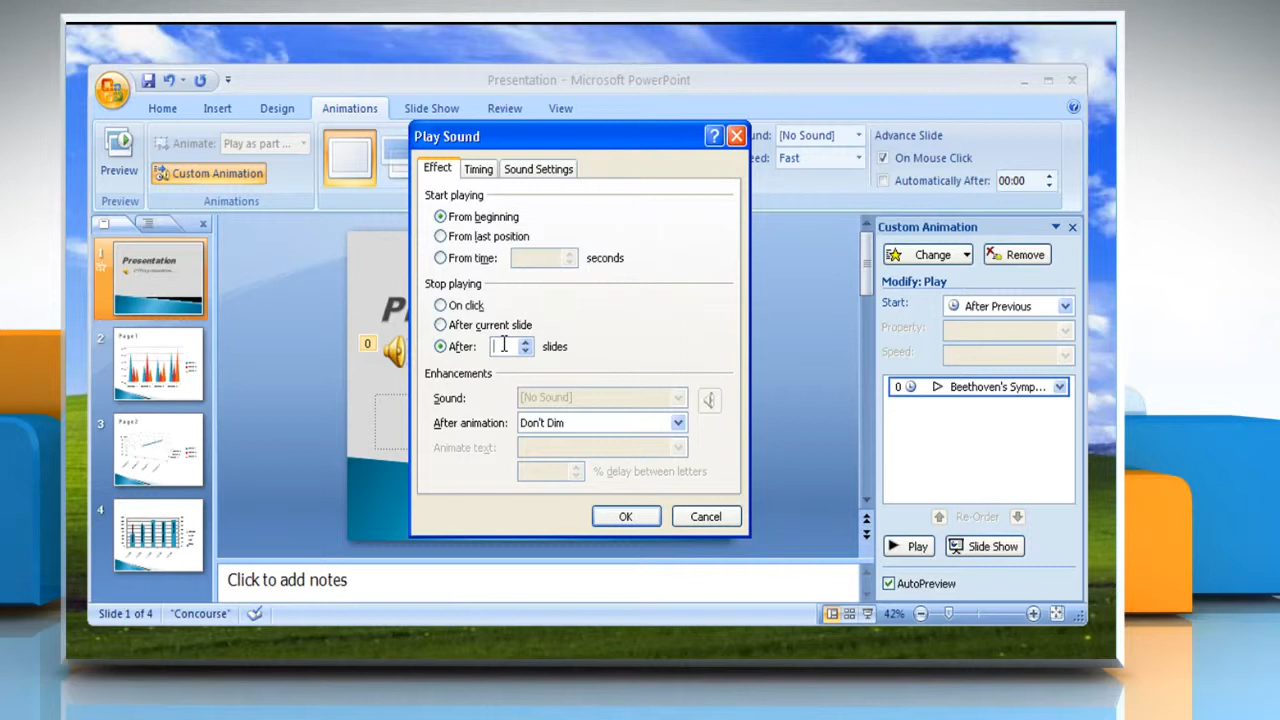 Presentation - Microsoft PowerPoint
Home Insert Design Animations Slide Show Review View
Preview
Preview
Animate: Play as part ...
Custom Animation
Animations
[No Sound]
Fast
Advance Slide
On Mouse Click
Automatically After: 00:00
Play Sound
Effect Timing Sound Settings
Start playing
From beginning
From last position
From time: seconds
Stop playing
On click
After current slide
After: slides
Enhancements
Sound: [No Sound]
After animation: Don't Dim
Animate text:
% delay between letters
OK Cancel
1
Presentation
2
Page1
3
Page2
4
0
Custom Animation
Change Remove
Modify: Play
Start: After Previous
Property:
Speed:
0 Beethoven's Symp...
Re-Order
Play Slide Show
AutoPreview
Click to add notes
Slide 1 of 4 "Concourse" 42%